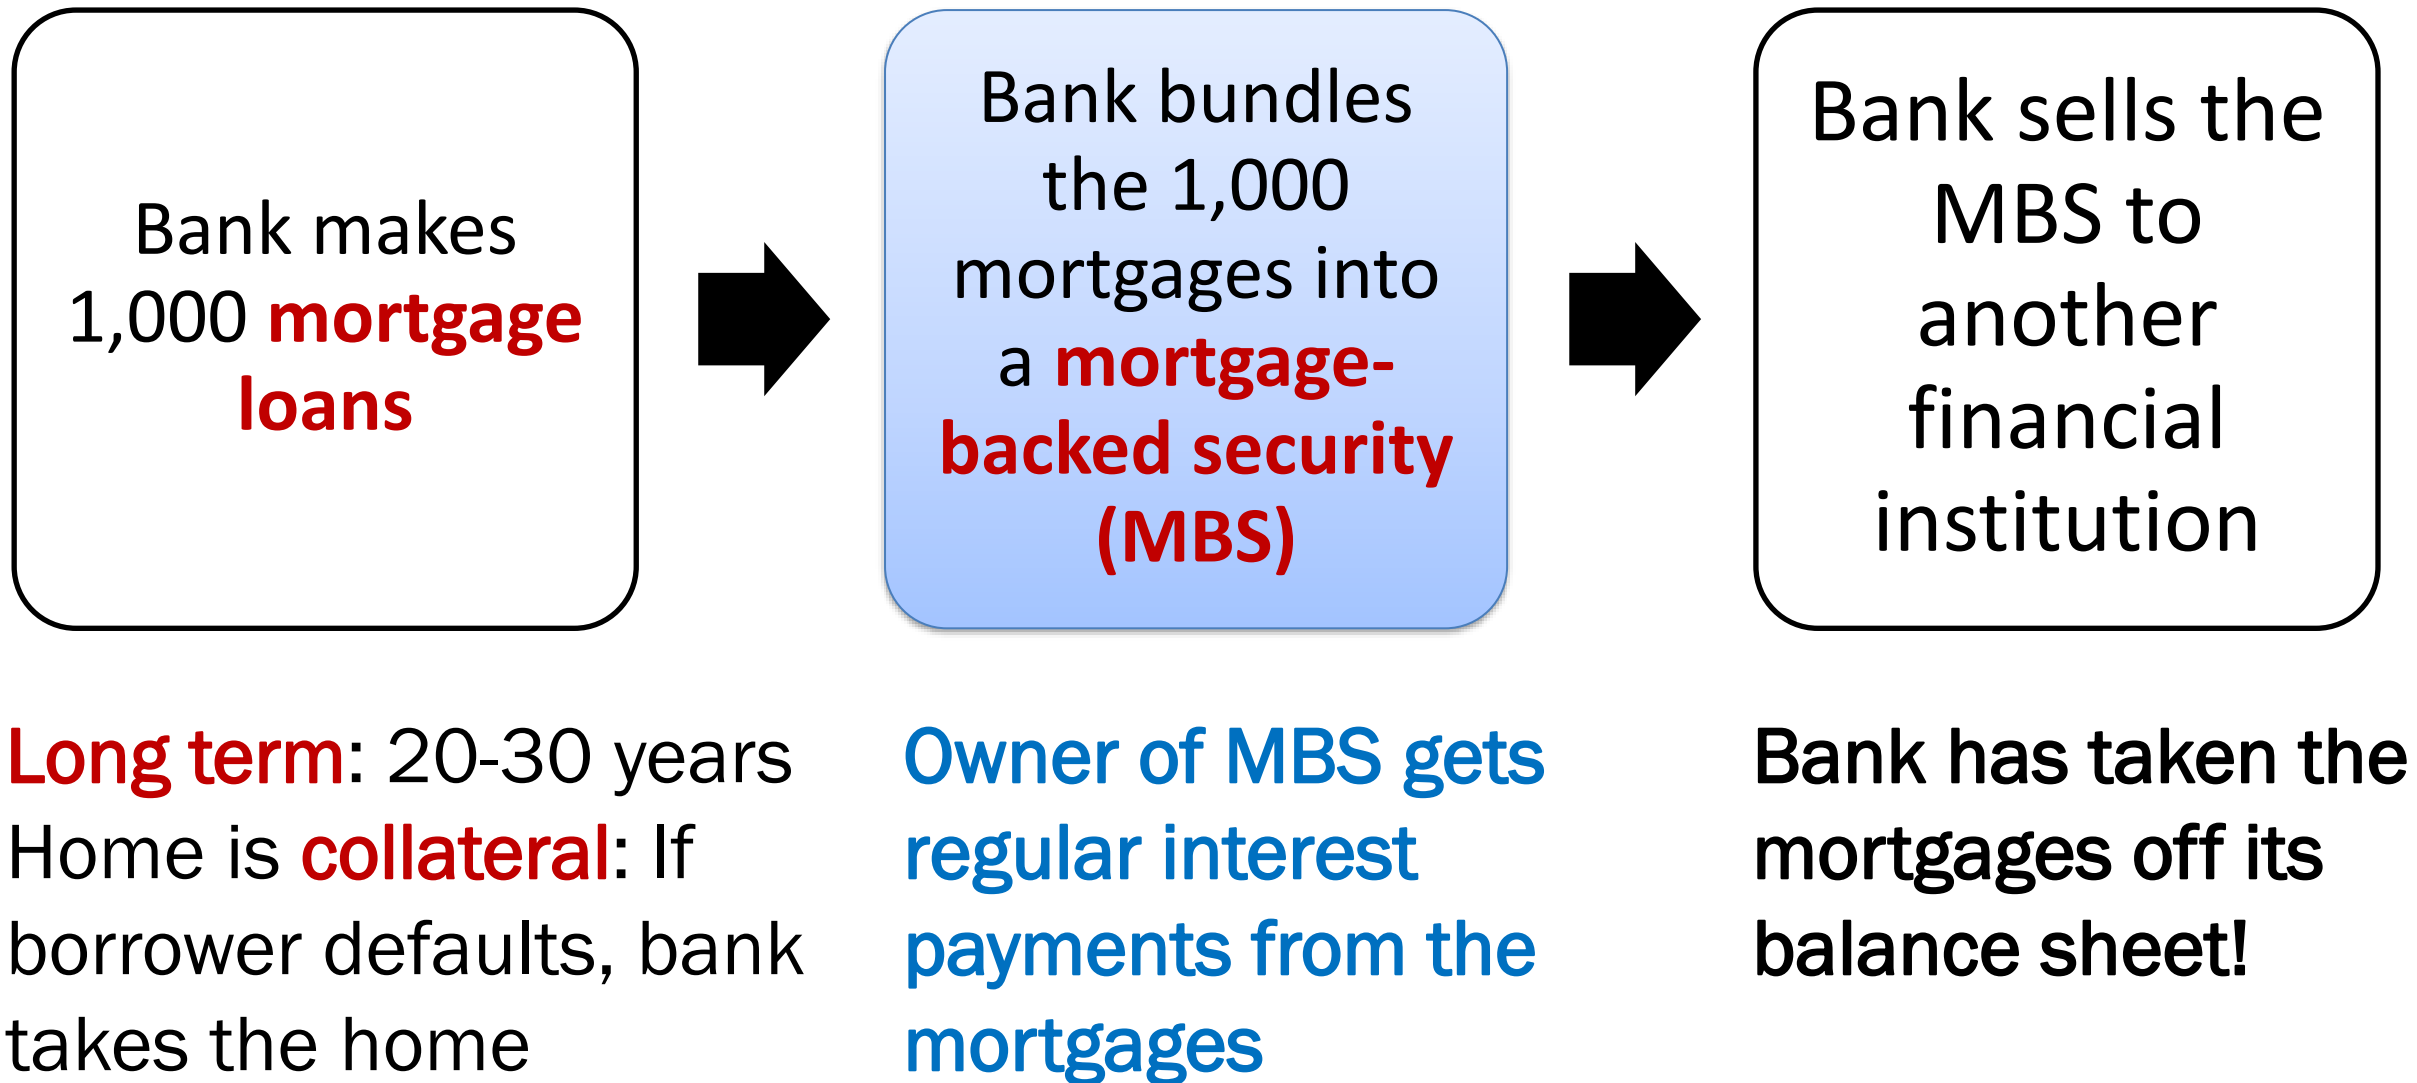 Bank makes
1,000 mortgage
loans
Bank bundles
the 1,000
mortgages into
a mortgage-
backed security
(MBS)
Bank sells the
MBS to
another
financial
institution
Long term: 20-30 years
Home is collateral: If
borrower defaults, bank
takes the home
Owner of MBS gets
regular interest
payments from the
mortgages
Bank has taken the
mortgages off its
balance sheet!